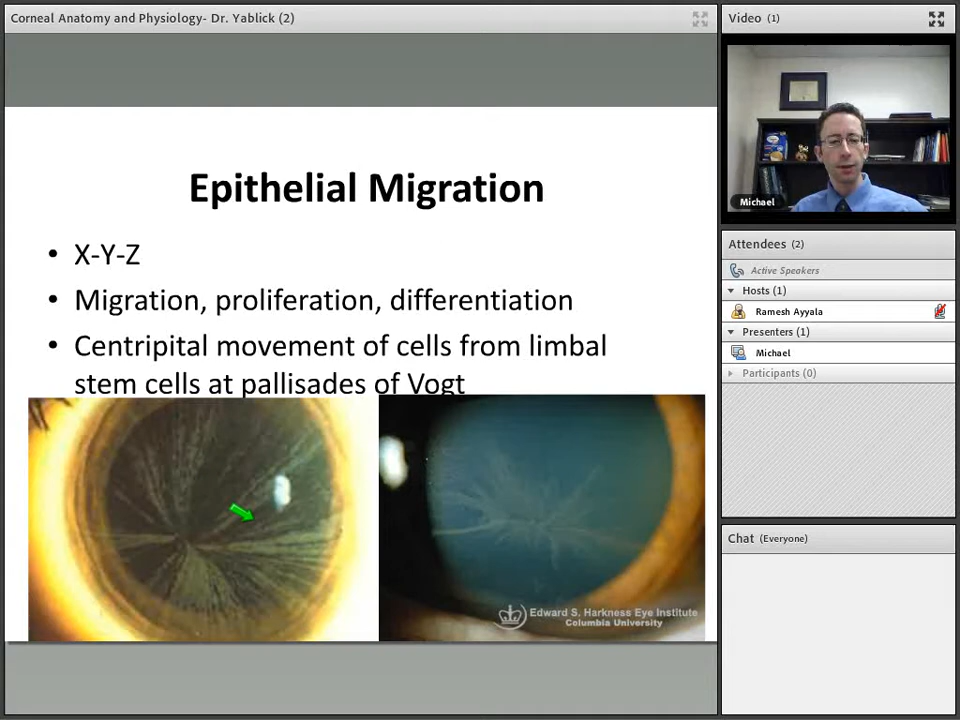 Corneal Anatomy and Physiology- Dr. Yablick (2)
Epithelial Migration
• X-Y-Z
• Migration, proliferation, differentiation
• Centripital movement of cells from limbal
stem cells at pallisades of Vogt
Edward S. Harkness Eye Institute
Columbia University
Video (1)
Michael
Attendees (2)
Active Speakers
Hosts (1)
Ramesh Ayyala
Presenters (1)
Michael
Participants (0)
Chat (Everyone)